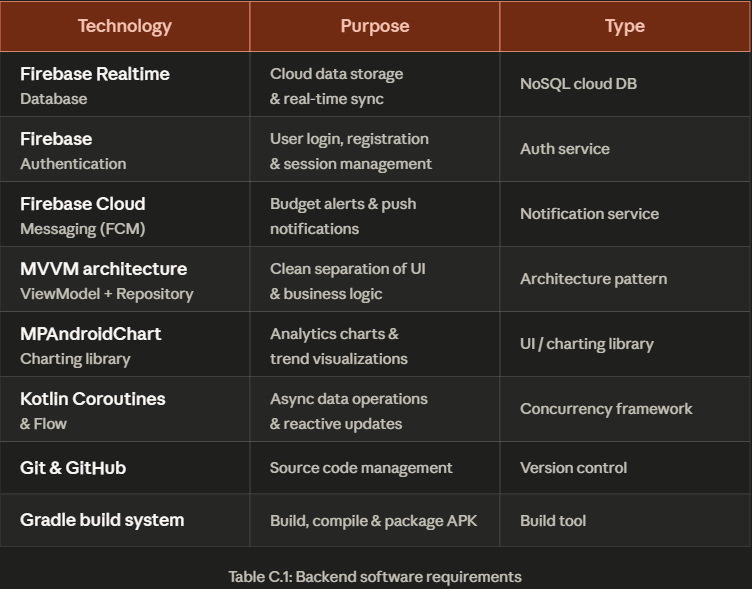 Technology Purpose Type
Firebase Realtime
Database
Cloud data storage
& real-time sync
NoSQL cloud DB
Firebase
Authentication
User login, registration
& session management
Auth service
Firebase Cloud
Messaging (FCM)
Budget alerts & push
notifications
Notification service
MVVM architecture
ViewModel + Repository
Clean separation of UI
& business logic
Architecture pattern
MPAndroidChart
Charting library
Analytics charts &
trend visualizations
UI / charting library
Kotlin Coroutines
& Flow
Async data operations
& reactive updates
Concurrency framework
Git & GitHub
Source code management
Version control
Gradle build system
Build, compile & package APK
Build tool
Table C.1: Backend software requirements